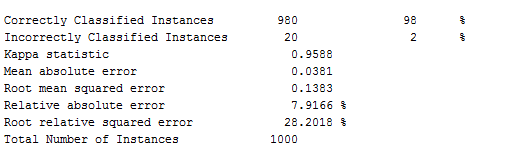 Correctly Classified Instances 980 98 %
Incorrectly Classified Instances 20 2 %
Kappa statistic 0.9588
Mean absolute error 0.0381
Root mean squared error 0.1383
Relative absolute error 7.9166 %
Root relative squared error 28.2018 %
Total Number of Instances 1000